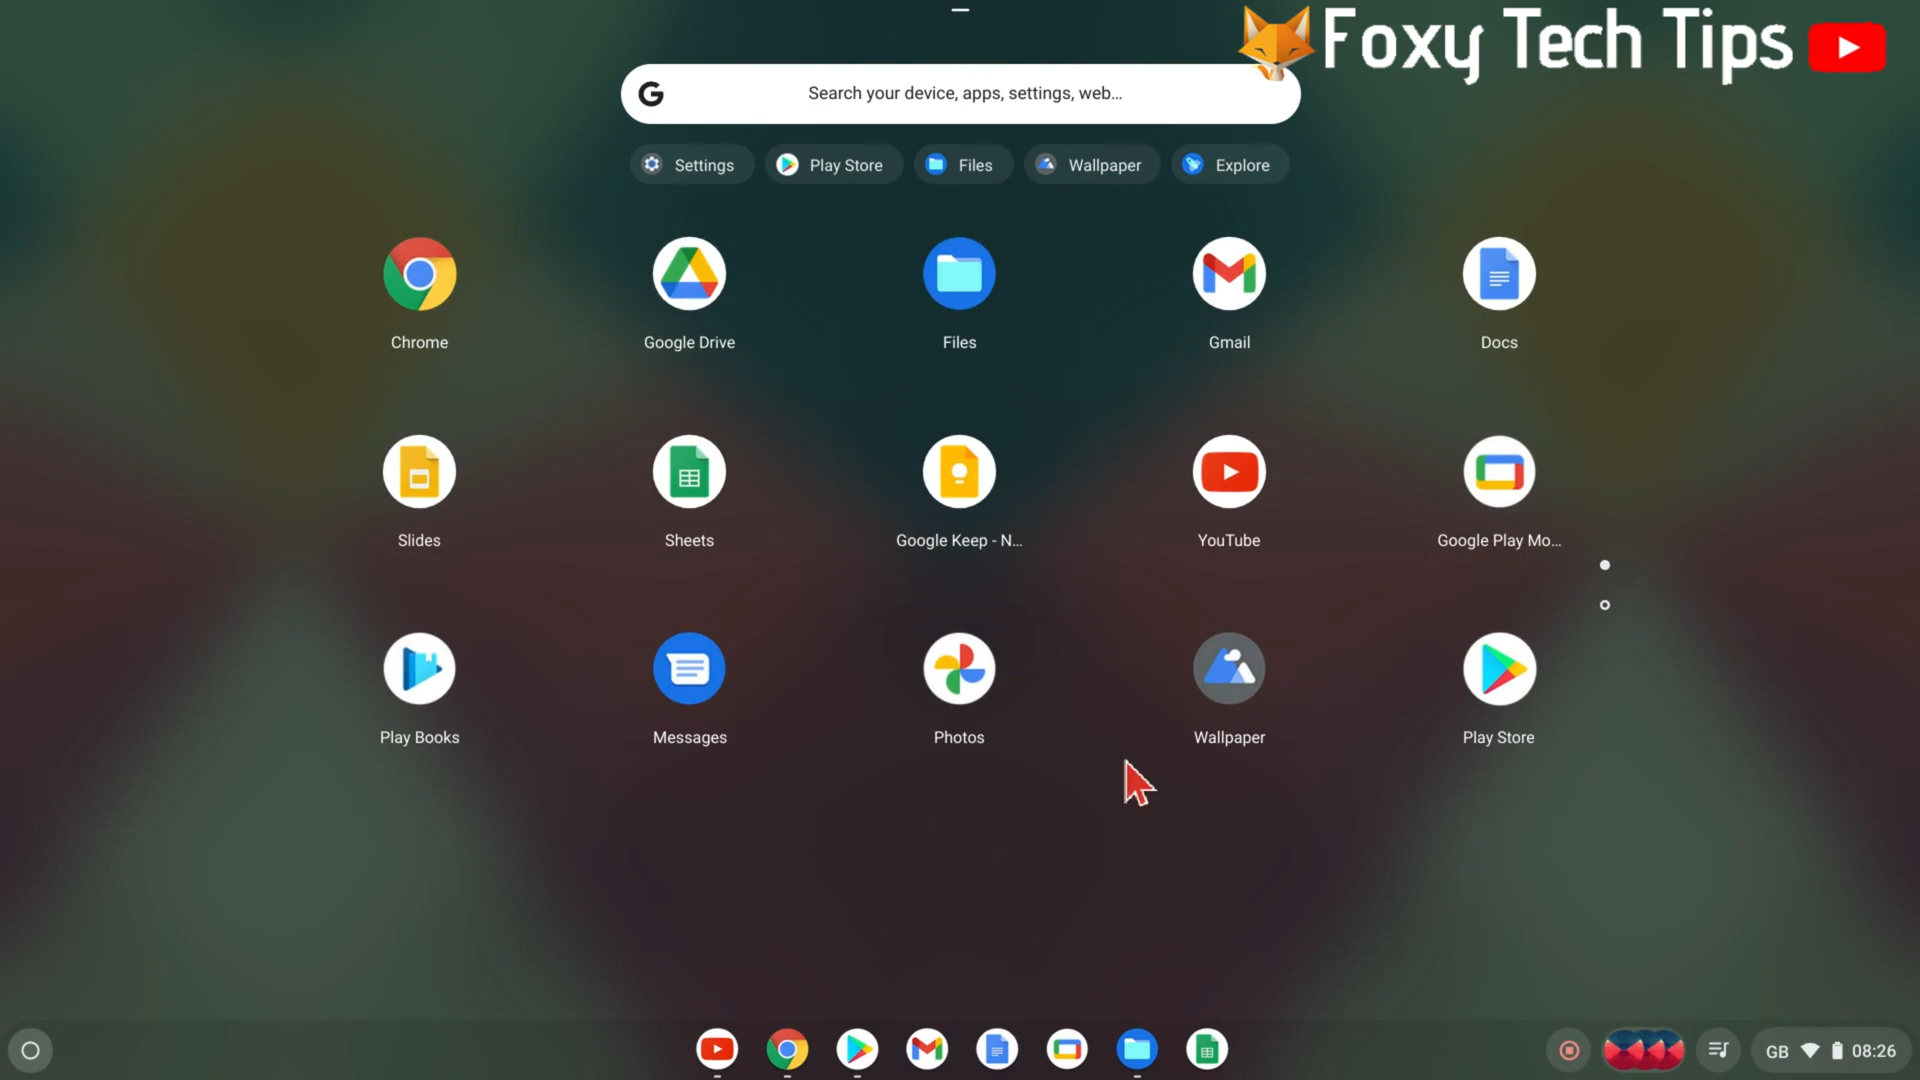 Foxy Tech Tips
Search your device, apps, settings, web...
Settings Play Store Files Wallpaper Explore
Chrome Google Drive Files Gmail Docs
Slides Sheets Google Keep - N... YouTube Google Play Mo...
Play Books Messages Photos Wallpaper Play Store
GB 08:26